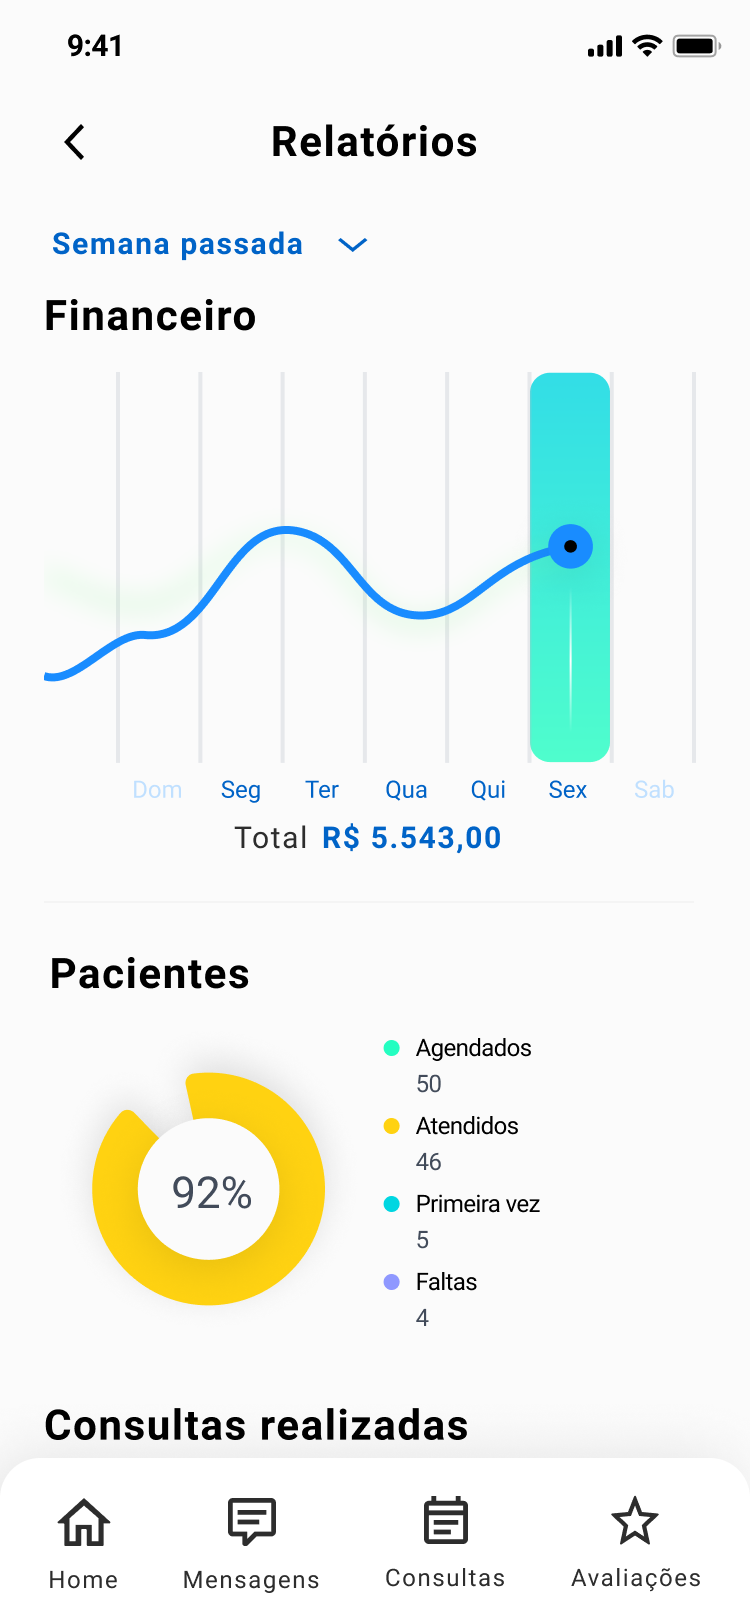 9:41
Relatórios
Semana passada
Financeiro
Dom Seg Ter Qua Qui Sex Sab
Total R$ 5.543,00
Pacientes
92%
Agendados
50
Atendidos
46
Primeira vez
5
Faltas
4
Consultas realizadas
Home Mensagens Consultas Avaliações